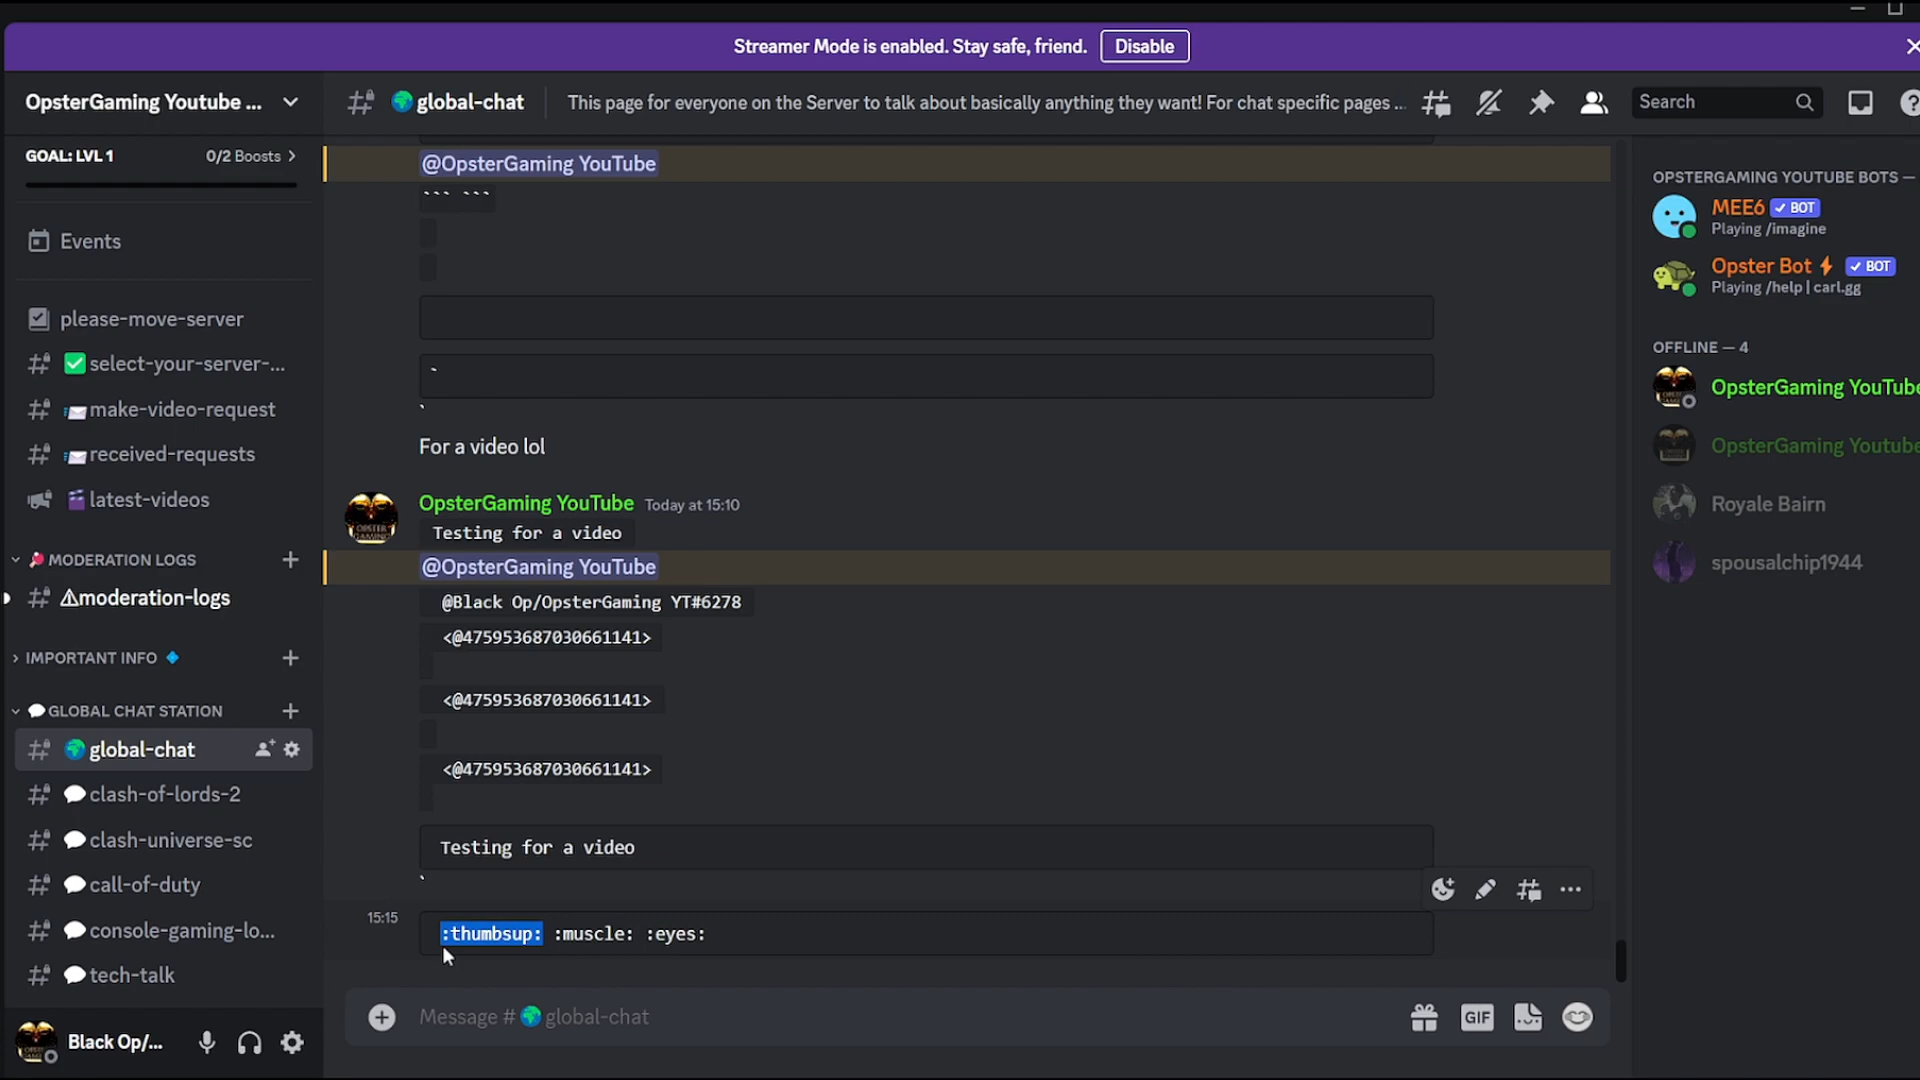 Streamer Mode is enabled. Stay safe, friend. Disable
OpsterGaming Youtube ...
GOAL: LVL 1 0/2 Boosts
Events
please-move-server
select-your-server-...
make-video-request
received-requests
latest-videos
MODERATION LOGS
moderation-logs
IMPORTANT INFO
GLOBAL CHAT STATION
global-chat
clash-of-lords-2
clash-universe-sc
call-of-duty
console-gaming-lo...
tech-talk
Black Op/...
global-chat
This page for everyone on the Server to talk about basically anything they want! For chat specific pages ...
Search
@OpsterGaming YouTube
``` ```
`
`
For a video lol
OpsterGaming YouTube Today at 15:10
OPSTER GAMING
Testing for a video
@OpsterGaming YouTube
@Black Op/OpsterGaming YT#6278
<@475953687030661141>
<@475953687030661141>
<@475953687030661141>
Testing for a video
`
15:15 :thumbsup: :muscle: :eyes:
Message # global-chat
GIF
OPSTERGAMING YOUTUBE BOTS —
MEE6 BOT
Playing /imagine
Opster Bot BOT
Playing /help | carl.gg
OFFLINE — 4
OpsterGaming YouTube
OpsterGaming Youtube
Royale Bairn
spousalchip1944